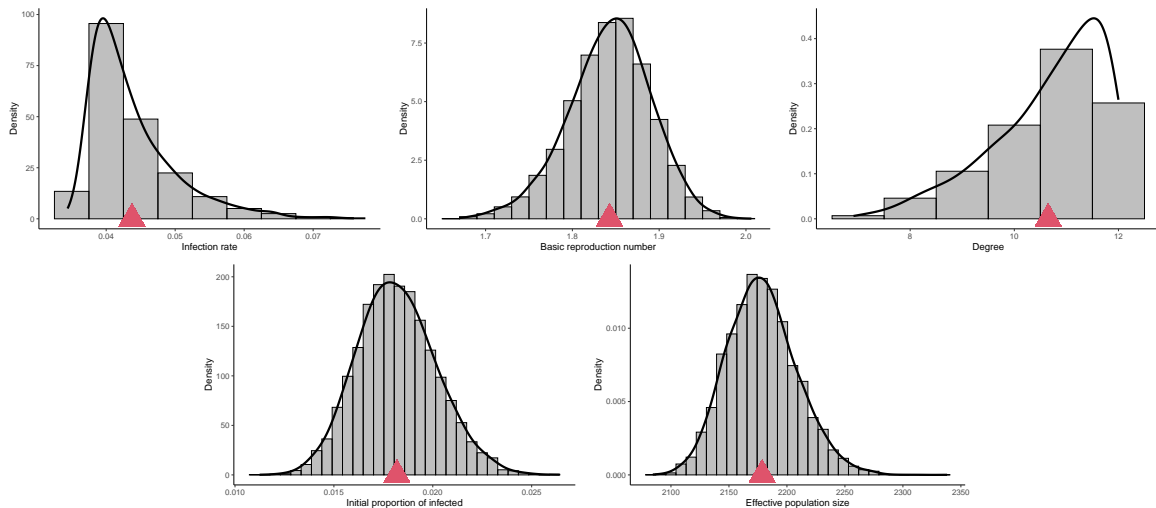 100
75
50
25
0
Density
0.04 0.05 0.06 0.07
Infection rate
7.5
5.0
2.5
0.0
Density
1.7 1.8 1.9 2.0
Basic reproduction number
0.4
0.3
0.2
0.1
0.0
Density
8 10 12
Degree
200
150
100
50
0
Density
0.010 0.015 0.020 0.025
Initial proportion of infected
0.010
0.005
0.000
Density
2100 2150 2200 2250 2300 2350
Effective population size